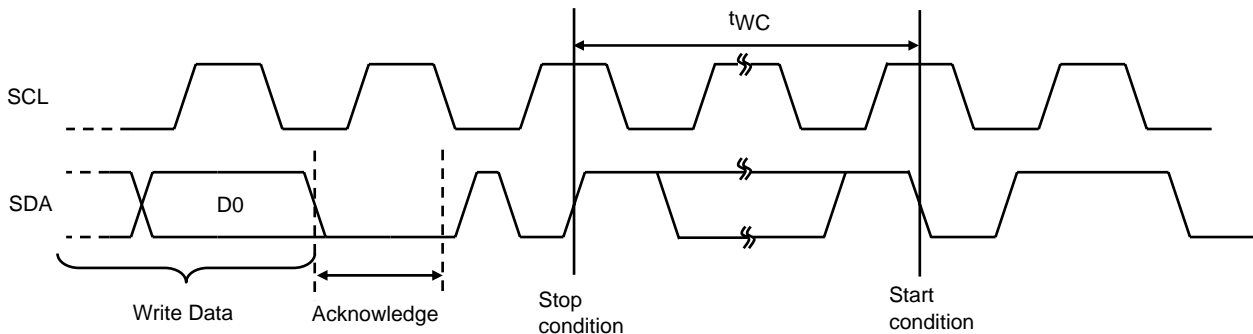 tWC
SCL
SDA
D0
Write Data
Acknowledge
Stop
condition
Start
condition